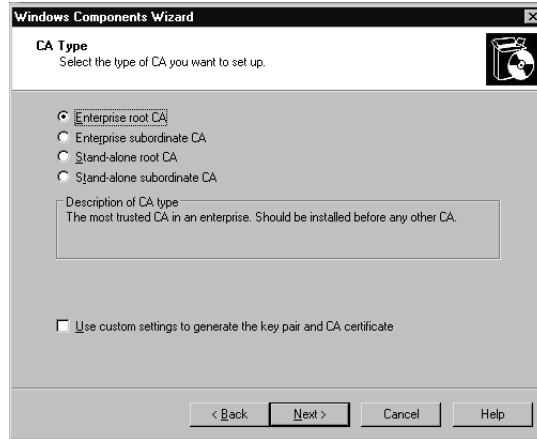 Windows Components Wizard
CA Type
Select the type of CA you want to set up.
Enterprise root CA
Enterprise subordinate CA
Stand-alone root CA
Stand-alone subordinate CA
Description of CA type
The most trusted CA in an enterprise. Should be installed before any other CA.
Use custom settings to generate the key pair and CA certificate
< Back Next > Cancel Help